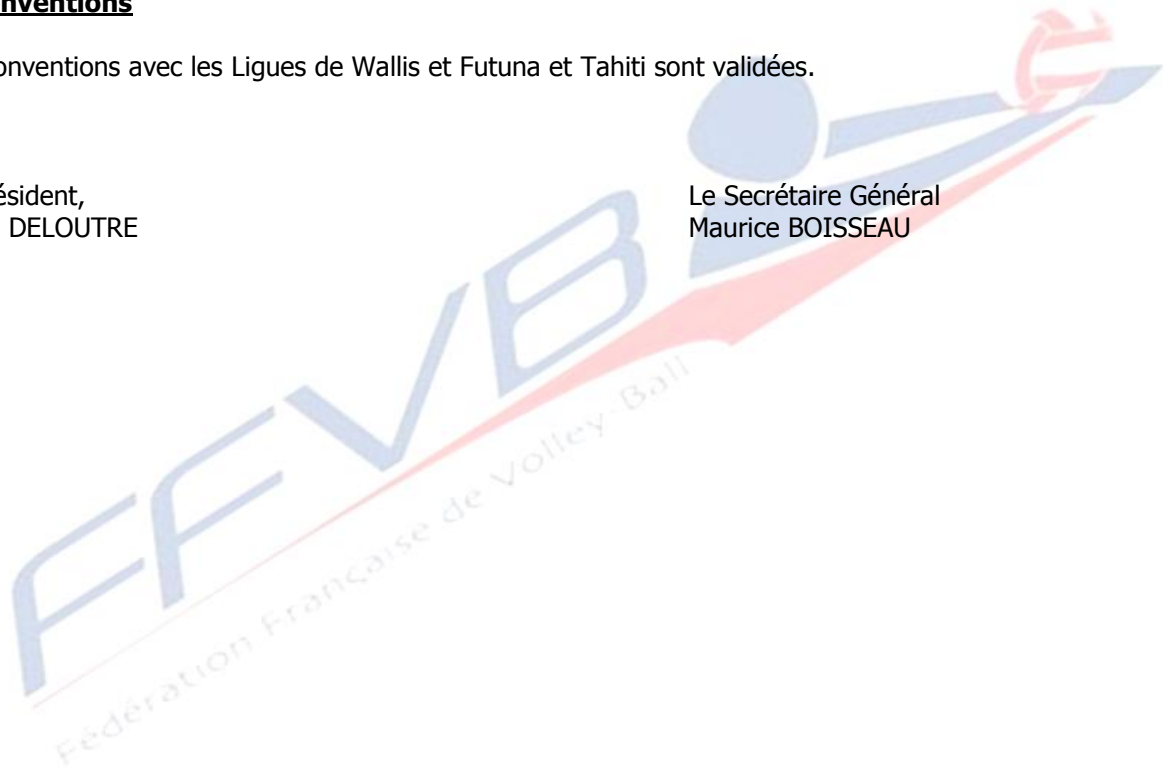 nventions
onventions avec les Ligues de Wallis et Futuna et Tahiti sont validées.
ésident,
DELOUTRE
Le Secrétaire Général
Maurice BOISSEAU
FFVB
Fédération Française de Volley-Ball